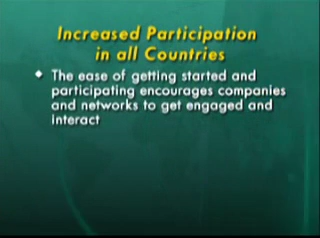 Increased Participation
in all Countries
◆ The ease of getting started and
participating encourages companies
and networks to get engaged and
interact